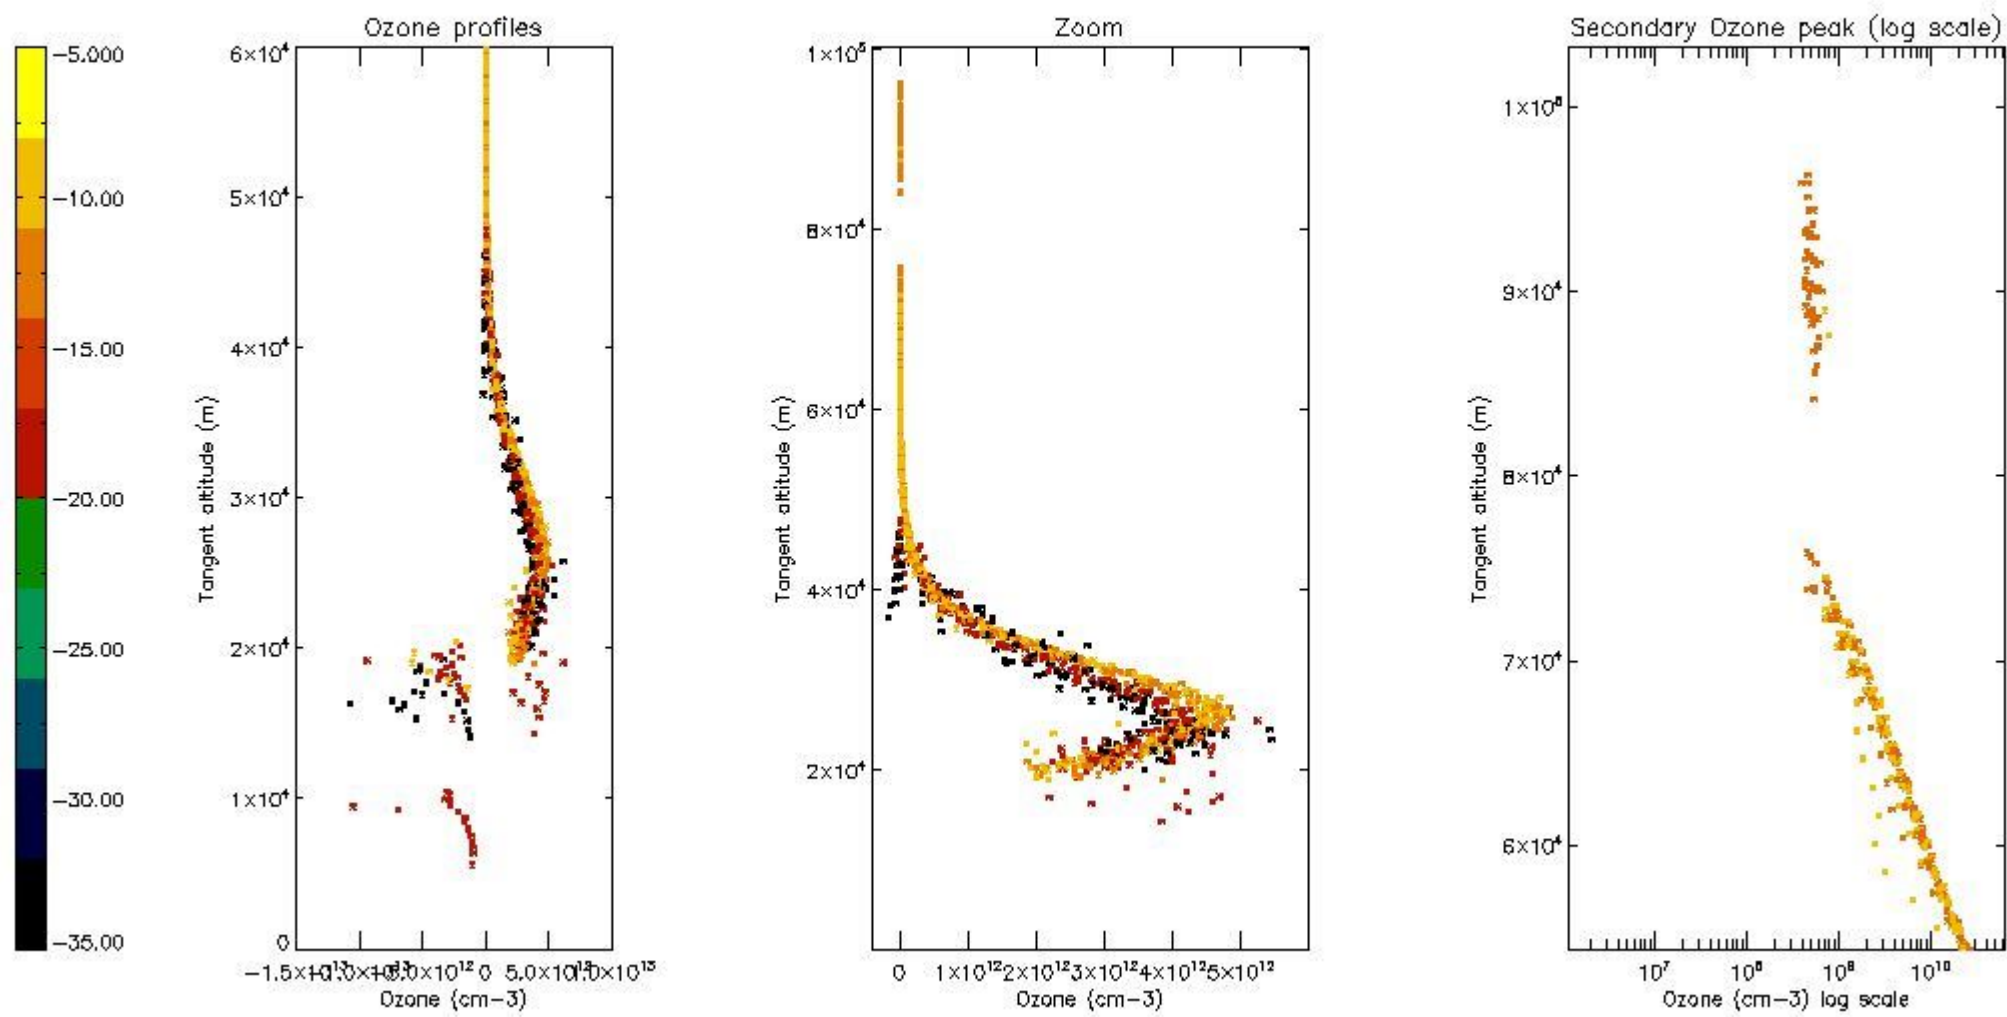 Ozone profiles
Zoom
Secondary Ozone peak (log scale)
−5.000
−10.00
−15.00
−20.00
−25.00
−30.00
−35.00
6×10⁴
5×10⁴
4×10⁴
3×10⁴
2×10⁴
1×10⁴
0
Tangent altitude (m)
0
Ozone (cm−3)
1×10⁵
8×10⁴
6×10⁴
4×10⁴
2×10⁴
Tangent altitude (m)
0 1×10¹² 2×10¹² 3×10¹² 4×10¹² 5×10¹²
Ozone (cm−3)
9×10⁴
8×10⁴
7×10⁴
6×10⁴
Tangent altitude (m)
10⁷ 10⁹ 10¹⁰
Ozone (cm−3) log scale